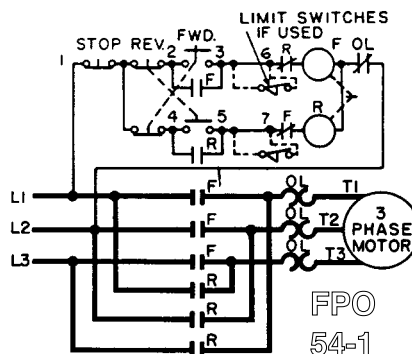 LIMIT SWITCHES
IF USED
FWD.
1 STOP REV. 2 3 6 R F OL
F
4 5 7 F R
R
L1 F OL T1
L2 F OL T2
L3 F OL T3
3
PHASE
MOTOR
R
R
R
FPO
54-1